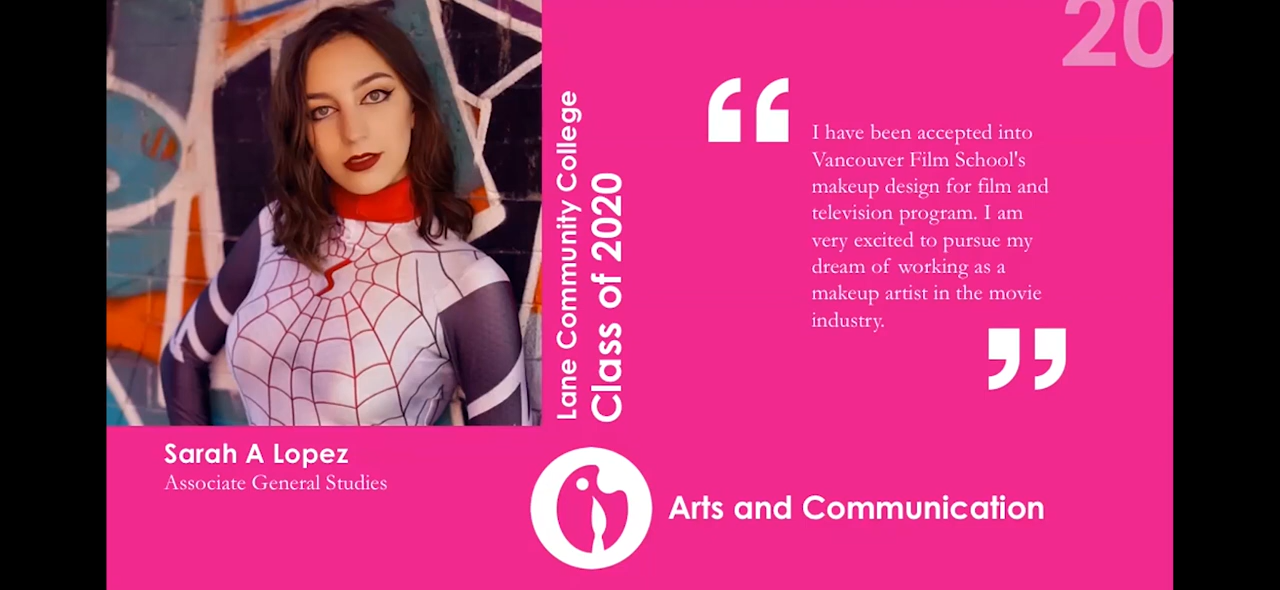 20
Lane Community College
Class of 2020
“
I have been accepted into
Vancouver Film School's
makeup design for film and
television program. I am
very excited to pursue my
dream of working as a
makeup artist in the movie
industry.
”
Sarah A Lopez
Associate General Studies
Arts and Communication